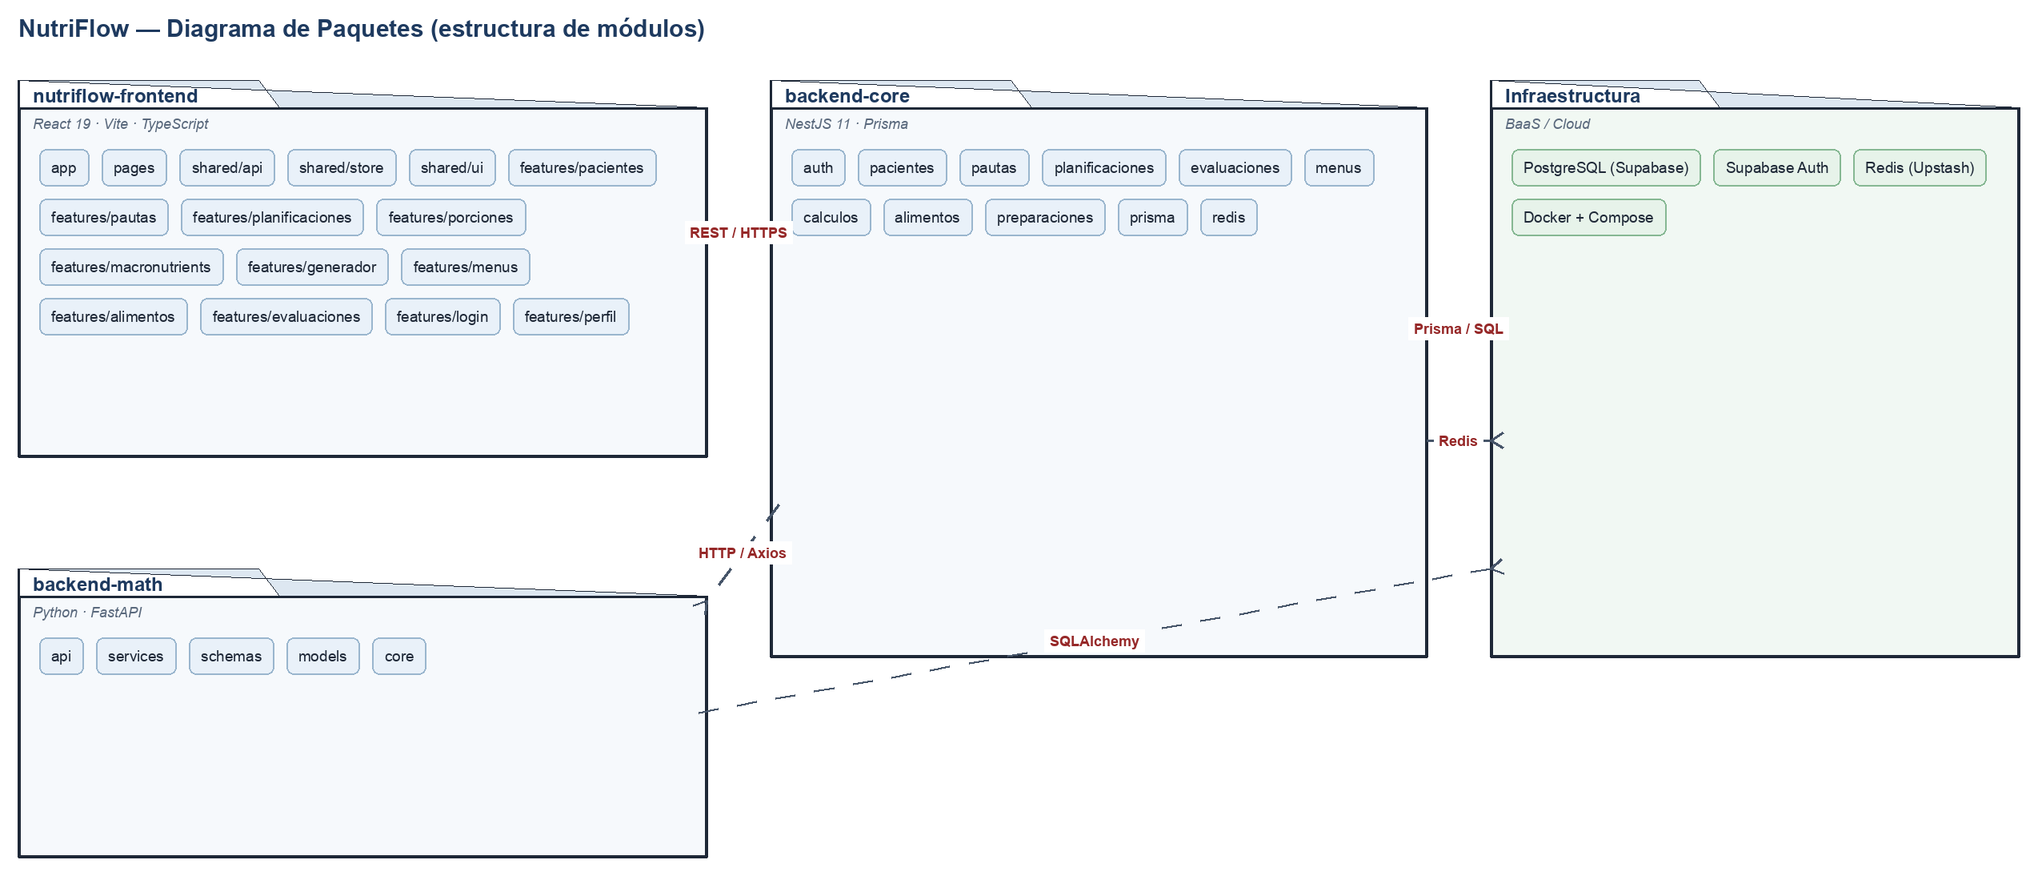 NutriFlow — Diagrama de Paquetes (estructura de módulos)
nutriflow-frontend
React 19 · Vite · TypeScript
app pages shared/api shared/store shared/ui features/pacientes
features/pautas features/planificaciones features/porciones
features/macronutrients features/generador features/menus
features/alimentos features/evaluaciones features/login features/perfil
REST / HTTPS
backend-core
NestJS 11 · Prisma
auth pacientes pautas planificaciones evaluaciones menus
calculos alimentos preparaciones prisma redis
Prisma / SQL
Redis
Infraestructura
BaaS / Cloud
PostgreSQL (Supabase) Supabase Auth Redis (Upstash)
Docker + Compose
HTTP / Axios
backend-math
Python · FastAPI
api services schemas models core
SQLAlchemy